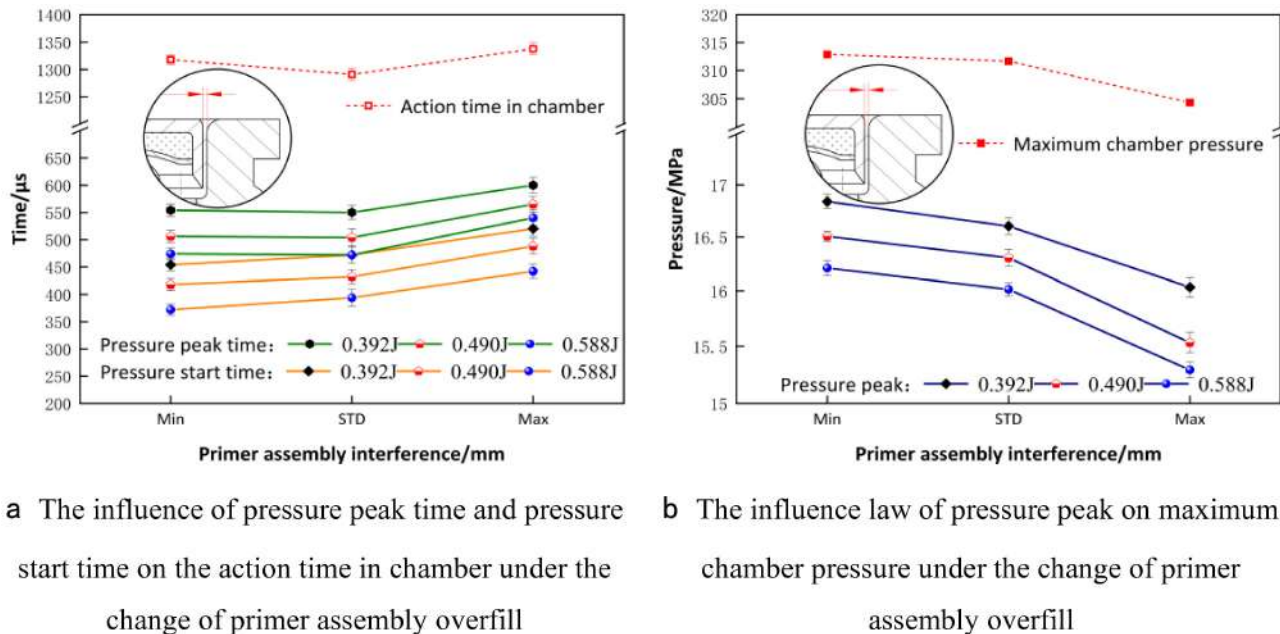 1400
1350
1300
1250
Action time in chamber
650
600
550
500
450
400
350
300
250
200
Time/μs
Pressure peak time: 0.392J 0.490J 0.588J
Pressure start time: 0.392J 0.490J 0.588J
Min STD Max
Primer assembly interference/mm
a The influence of pressure peak time and pressure
start time on the action time in chamber under the
change of primer assembly overfill
320
315
310
305
Maximum chamber pressure
17
16.5
16
15.5
15
Pressure/MPa
Pressure peak: 0.392J 0.490J 0.588J
Min STD Max
Primer assembly interference/mm
b The influence law of pressure peak on maximum
chamber pressure under the change of primer
assembly overfill